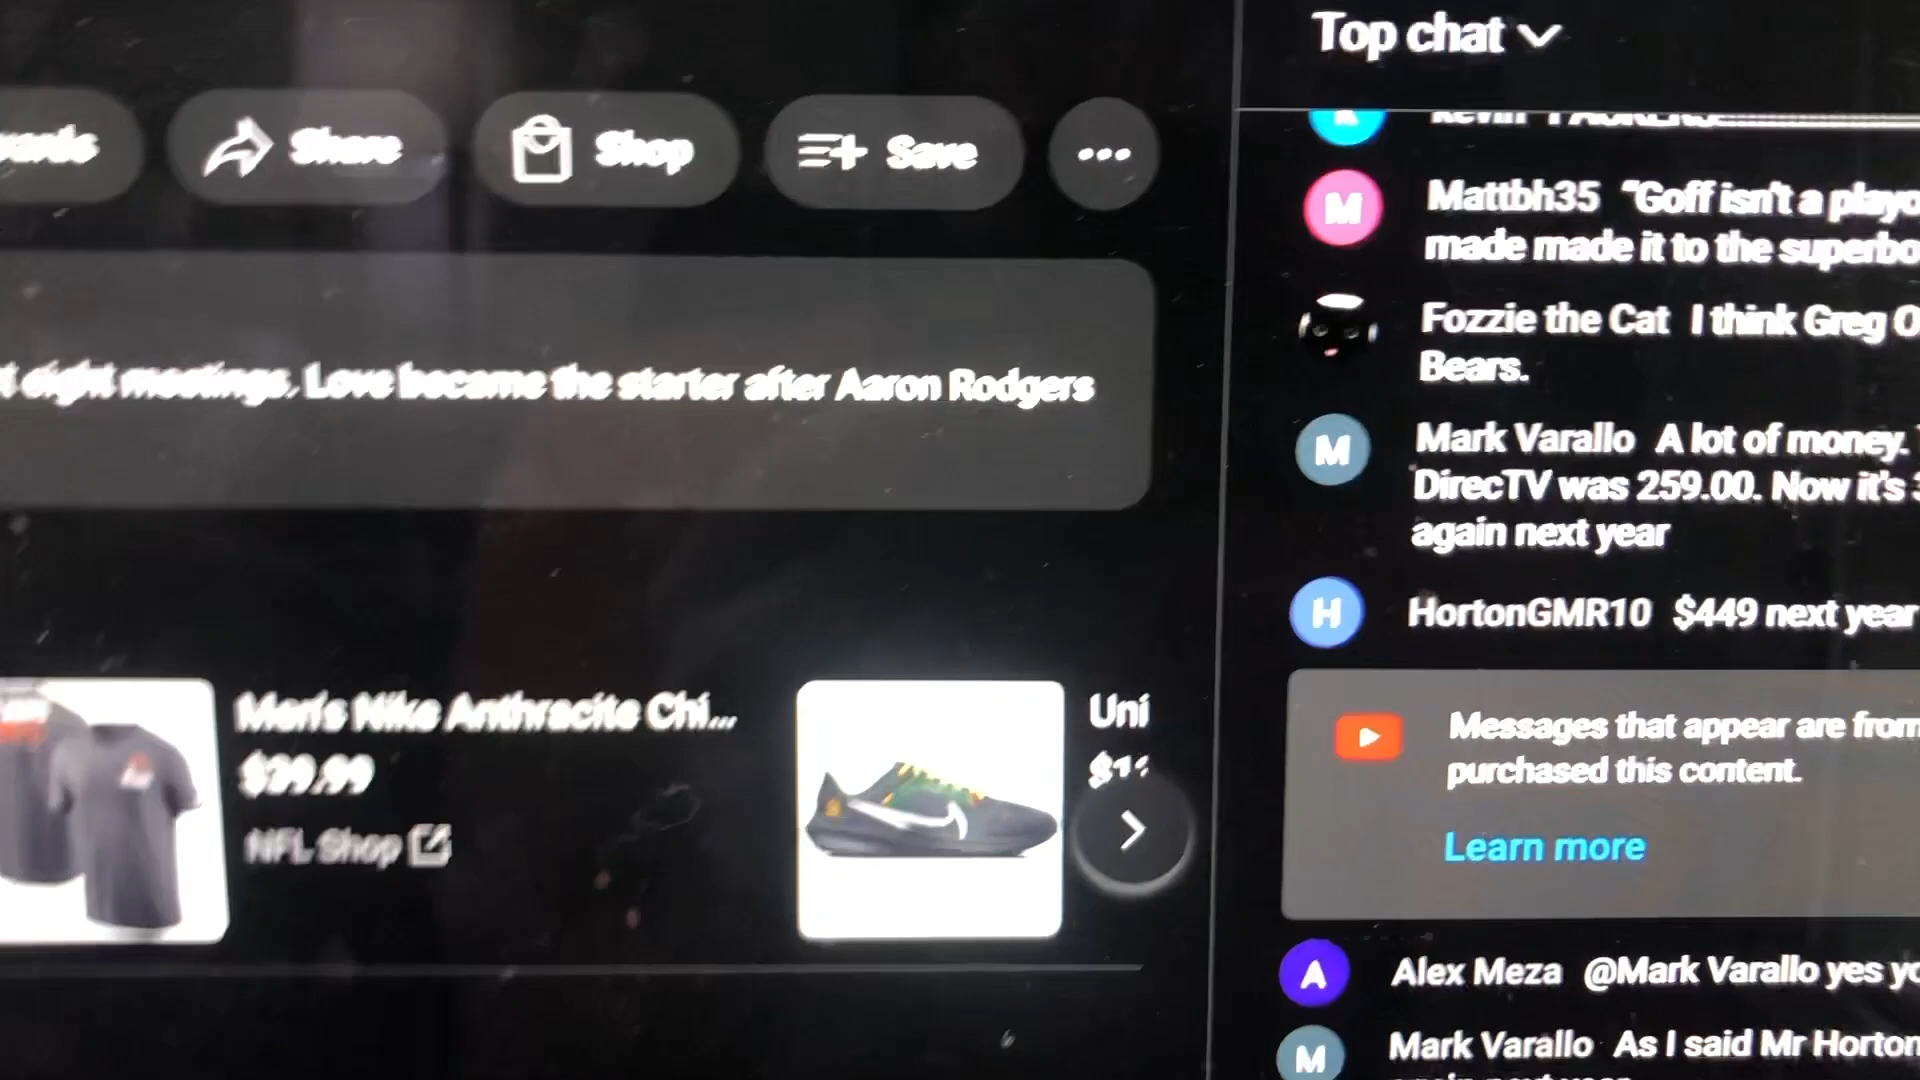 Top chat
Share
Shop
Save
Kevin
M
Mattbh35 "Goff isn't a
made made it to the
Fozzie the Cat I think Greg
Bears.
eight meetings. Love became the starter after Aaron Rodgers
M
Mark Varallo A lot of money.
DirecTV was 259.00. Now it's
again next year
H
HortonGMR10 $449 next year
Men's Nike Anthracite Chi...
$29.99
NFL Shop
Uni
Messages that appear are from
purchased this content.
Learn more
A
Alex Meza @Mark Varallo yes
M
Mark Varallo As I said Mr Horton